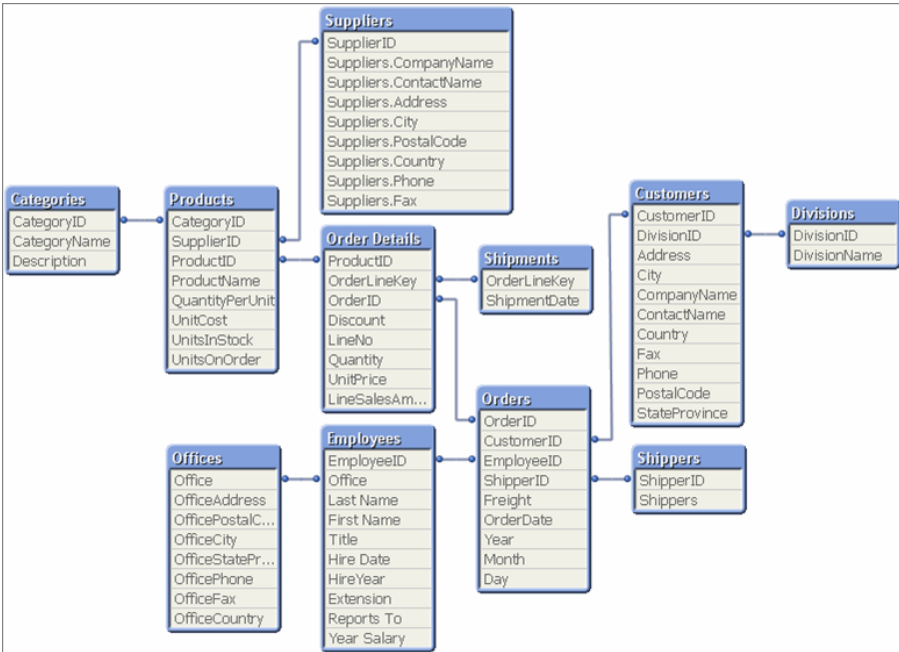 Suppliers
SupplierID
Suppliers.CompanyName
Suppliers.ContactName
Suppliers.Address
Suppliers.City
Suppliers.PostalCode
Suppliers.Country
Suppliers.Phone
Suppliers.Fax
Categories
CategoryID
CategoryName
Description
Products
CategoryID
SupplierID
ProductID
ProductName
QuantityPerUnit
UnitCost
UnitsInStock
UnitsOnOrder
Order Details
ProductID
OrderLineKey
OrderID
Discount
LineNo
Quantity
UnitPrice
LineSalesAm...
Shipments
OrderLineKey
ShipmentDate
Customers
CustomerID
DivisionID
Address
City
CompanyName
ContactName
Country
Fax
Phone
PostalCode
StateProvince
Divisions
DivisionID
DivisionName
Offices
Office
OfficeAddress
OfficePostalC...
OfficeCity
OfficeStatePr...
OfficePhone
OfficeFax
OfficeCountry
Employees
EmployeeID
Office
Last Name
First Name
Title
Hire Date
HireYear
Extension
Reports To
Year Salary
Orders
OrderID
CustomerID
EmployeeID
ShipperID
Freight
OrderDate
Year
Month
Day
Shippers
ShipperID
Shippers